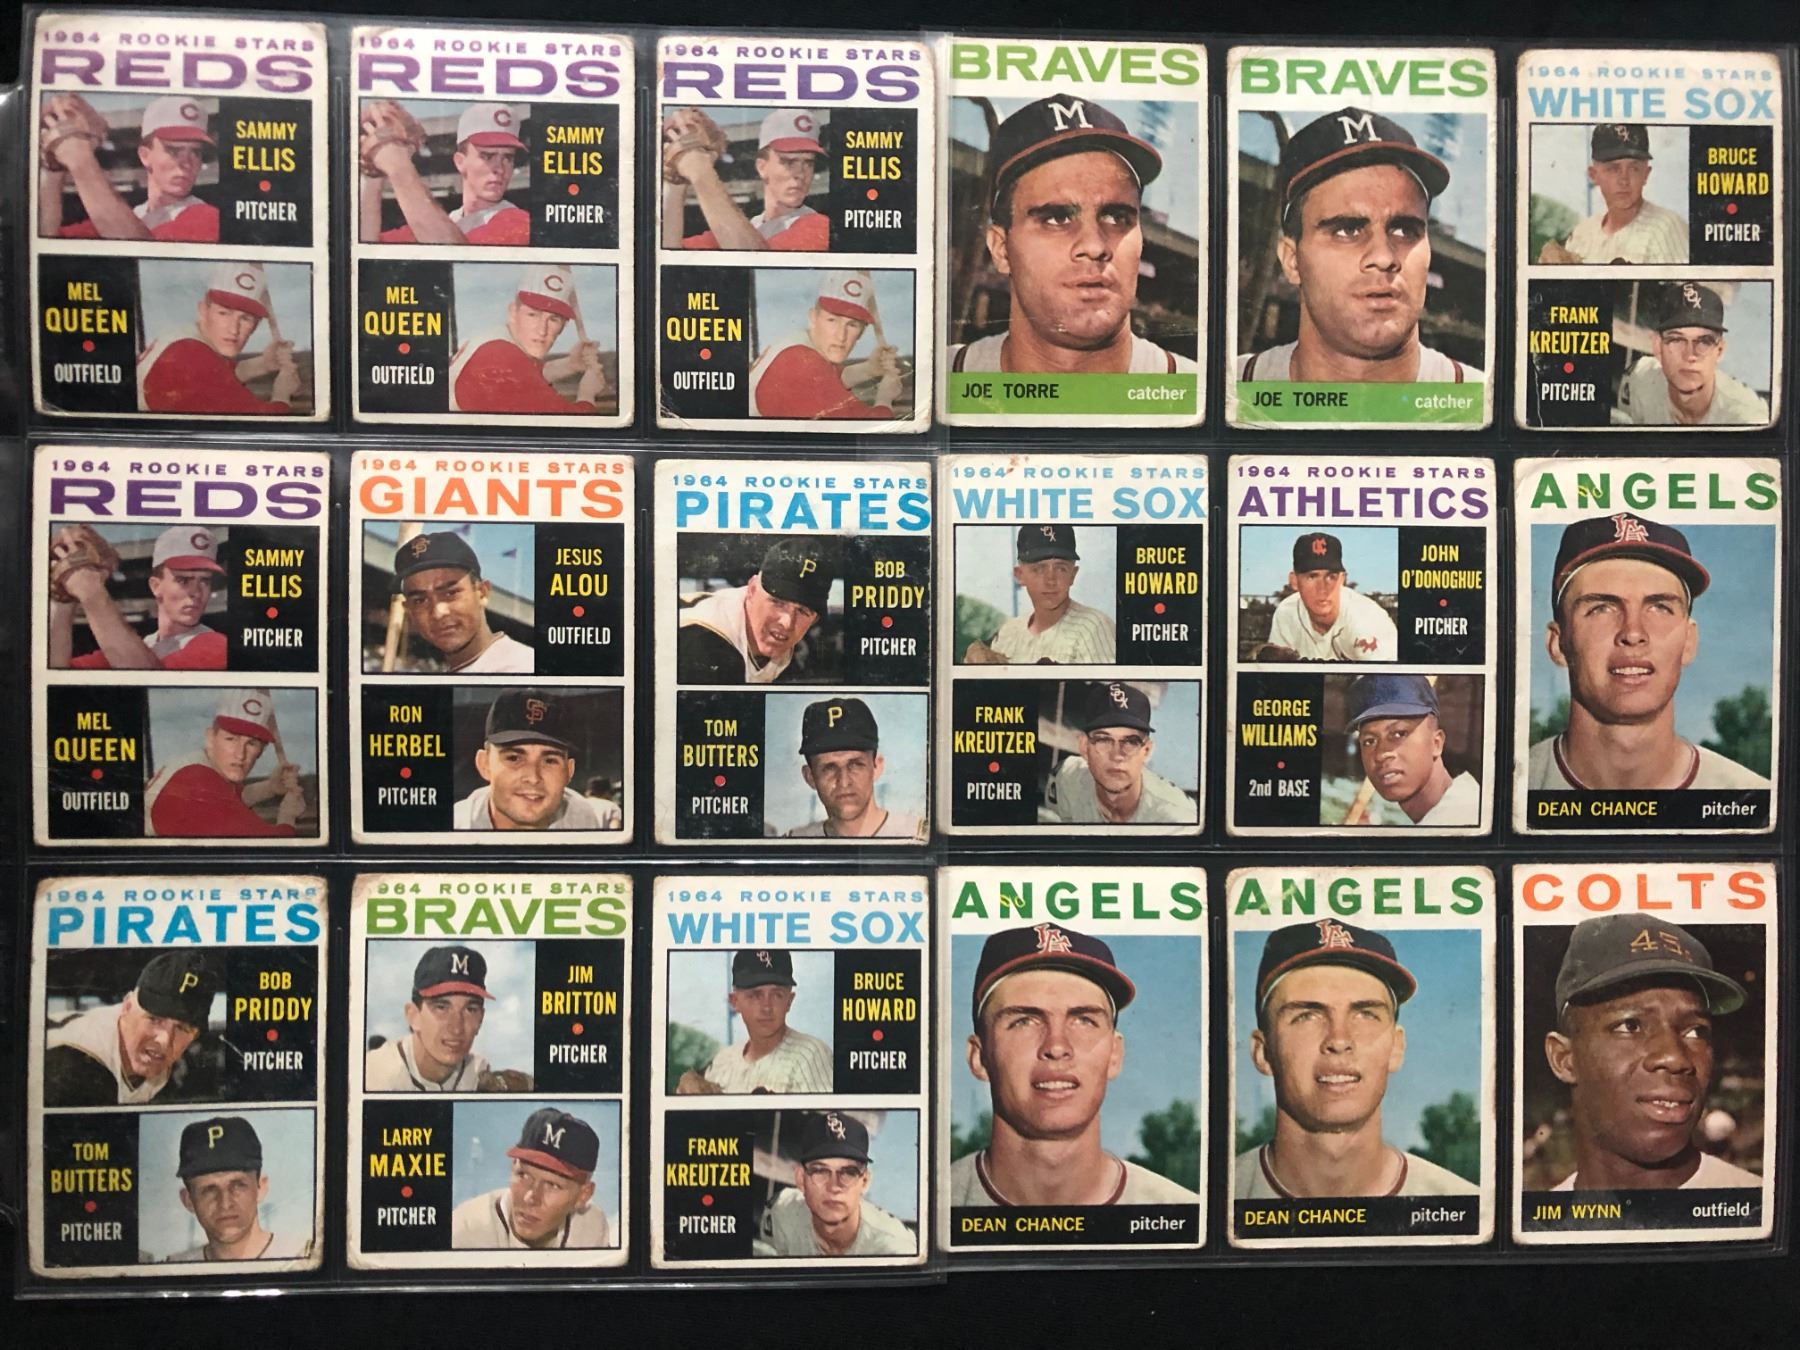 1964 ROOKIE STARS
REDS
SAMMY
ELLIS
PITCHER
MEL
QUEEN
OUTFIELD
1964 ROOKIE STARS
REDS
SAMMY
ELLIS
PITCHER
MEL
QUEEN
OUTFIELD
1964 ROOKIE STARS
REDS
SAMMY
ELLIS
PITCHER
MEL
QUEEN
OUTFIELD
BRAVES
M
JOE TORRE catcher
BRAVES
M
JOE TORRE catcher
1964 ROOKIE STARS
WHITE SOX
BRUCE
HOWARD
PITCHER
FRANK
KREUTZER
PITCHER
1964 ROOKIE STARS
REDS
SAMMY
ELLIS
PITCHER
MEL
QUEEN
OUTFIELD
1964 ROOKIE STARS
GIANTS
JESUS
ALOU
OUTFIELD
RON
HERBEL
PITCHER
1964 ROOKIE STARS
PIRATES
P
BOB
PRIDDY
PITCHER
TOM
BUTTERS
PITCHER
P
1964 ROOKIE STARS
WHITE SOX
BRUCE
HOWARD
PITCHER
FRANK
KREUTZER
PITCHER
1964 ROOKIE STARS
ATHLETICS
JOHN
O'DONOGHUE
PITCHER
GEORGE
WILLIAMS
2nd BASE
ANGELS
DEAN CHANCE pitcher
1964 ROOKIE STARS
PIRATES
P
BOB
PRIDDY
PITCHER
TOM
BUTTERS
PITCHER
P
964 ROOKIE STARS
BRAVES
M
JIM
BRITTON
PITCHER
LARRY
MAXIE
PITCHER
M
1964 ROOKIE STARS
WHITE SOX
BRUCE
HOWARD
PITCHER
FRANK
KREUTZER
PITCHER
ANGELS
DEAN CHANCE pitcher
ANGELS
DEAN CHANCE pitcher
COLTS
45s
JIM WYNN outfield